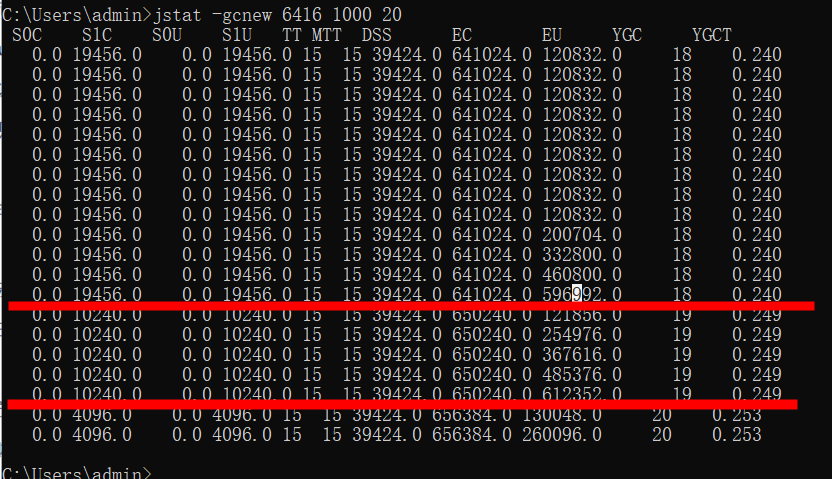 C:\Users\admin>jstat -gcnew 6416 1000 20
S0C S1C S0U S1U TT MTT DSS EC EU YGC YGCT
0.0 19456.0 0.0 19456.0 15 15 39424.0 641024.0 120832.0 18 0.240
0.0 19456.0 0.0 19456.0 15 15 39424.0 641024.0 120832.0 18 0.240
0.0 19456.0 0.0 19456.0 15 15 39424.0 641024.0 120832.0 18 0.240
0.0 19456.0 0.0 19456.0 15 15 39424.0 641024.0 120832.0 18 0.240
0.0 19456.0 0.0 19456.0 15 15 39424.0 641024.0 120832.0 18 0.240
0.0 19456.0 0.0 19456.0 15 15 39424.0 641024.0 120832.0 18 0.240
0.0 19456.0 0.0 19456.0 15 15 39424.0 641024.0 120832.0 18 0.240
0.0 19456.0 0.0 19456.0 15 15 39424.0 641024.0 120832.0 18 0.240
0.0 19456.0 0.0 19456.0 15 15 39424.0 641024.0 120832.0 18 0.240
0.0 19456.0 0.0 19456.0 15 15 39424.0 641024.0 200704.0 18 0.240
0.0 19456.0 0.0 19456.0 15 15 39424.0 641024.0 332800.0 18 0.240
0.0 19456.0 0.0 19456.0 15 15 39424.0 641024.0 460800.0 18 0.240
0.0 19456.0 0.0 19456.0 15 15 39424.0 641024.0 596992.0 18 0.240
0.0 10240.0 0.0 10240.0 15 15 39424.0 650240.0 121856.0 19 0.249
0.0 10240.0 0.0 10240.0 15 15 39424.0 650240.0 254976.0 19 0.249
0.0 10240.0 0.0 10240.0 15 15 39424.0 650240.0 367616.0 19 0.249
0.0 10240.0 0.0 10240.0 15 15 39424.0 650240.0 485376.0 19 0.249
0.0 10240.0 0.0 10240.0 15 15 39424.0 650240.0 612352.0 19 0.249
0.0 4096.0 0.0 4096.0 15 15 39424.0 656384.0 130048.0 20 0.253
0.0 4096.0 0.0 4096.0 15 15 39424.0 656384.0 260096.0 20 0.253
C:\Users\admin>